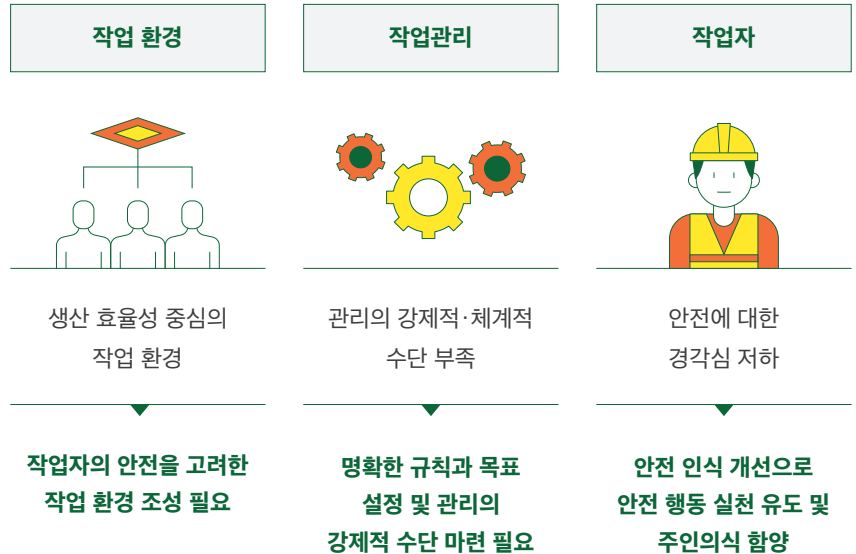 작업 환경
생산 효율성 중심의
작업 환경
작업자의 안전을 고려한
작업 환경 조성 필요
작업관리
관리의 강제적·체계적
수단 부족
명확한 규칙과 목표
설정 및 관리의
강제적 수단 마련 필요
작업자
안전에 대한
경각심 저하
안전 인식 개선으로
안전 행동 실천 유도 및
주인의식 함양